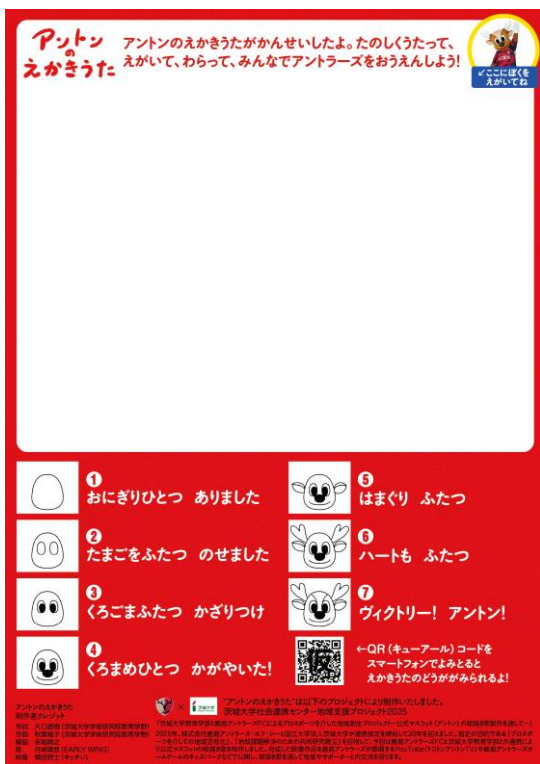 アントン
の
えかきうた
アントンのえかきうたがかんせいしたよ。たのしくうたって、
えがいて、わらって、みんなでアントラーズをおうえんしよう!
↙ここにぼくを
えがいてね
1
おにぎりひとつ ありました
2
たまごをふたつ のせました
3
くろごまふたつ かざりつけ
4
くろまめひとつ かがやいた!
5
はまぐり ふたつ
6
ハートも ふたつ
7
ヴィクトリー! アントン!
←QR(キューアール)コードを
スマートフォンでよみとると
えかきうたのどうががみられるよ!
アントンのえかきうた
制作者クレジット
"アントンのえかきうた"は以下のプロジェクトにより制作いたしました。
茨城大学社会連携センター地域支援プロジェクト2025